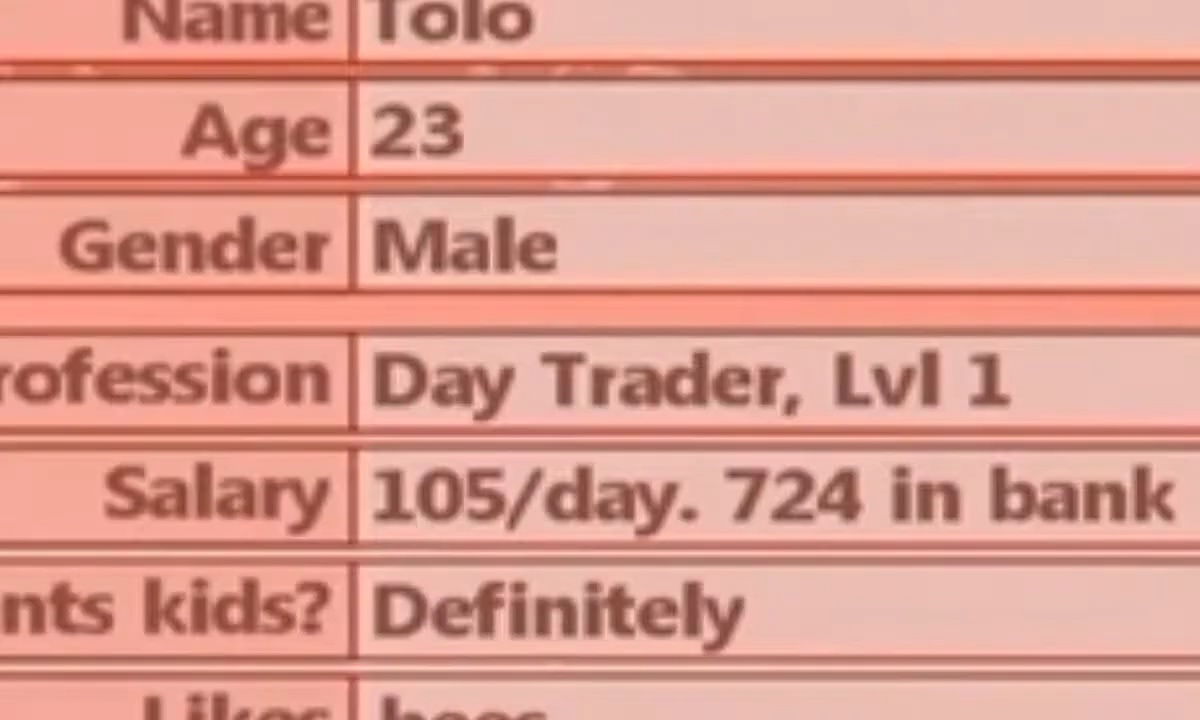 Name Tolo
Age 23
Gender Male
rofession Day Trader, Lvl 1
Salary 105/day. 724 in bank
nts kids? Definitely
Likes